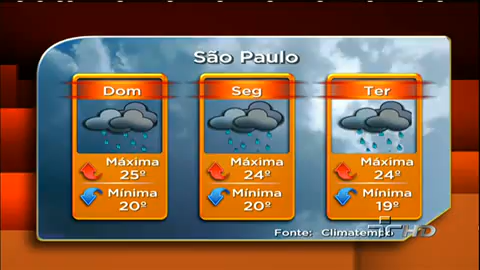 São Paulo
Dom Seg Ter
Máxima Máxima Máxima
25º 24º 24º
Mínima Mínima Mínima
20º 20º 19º
Fonte: Climatempo
HD